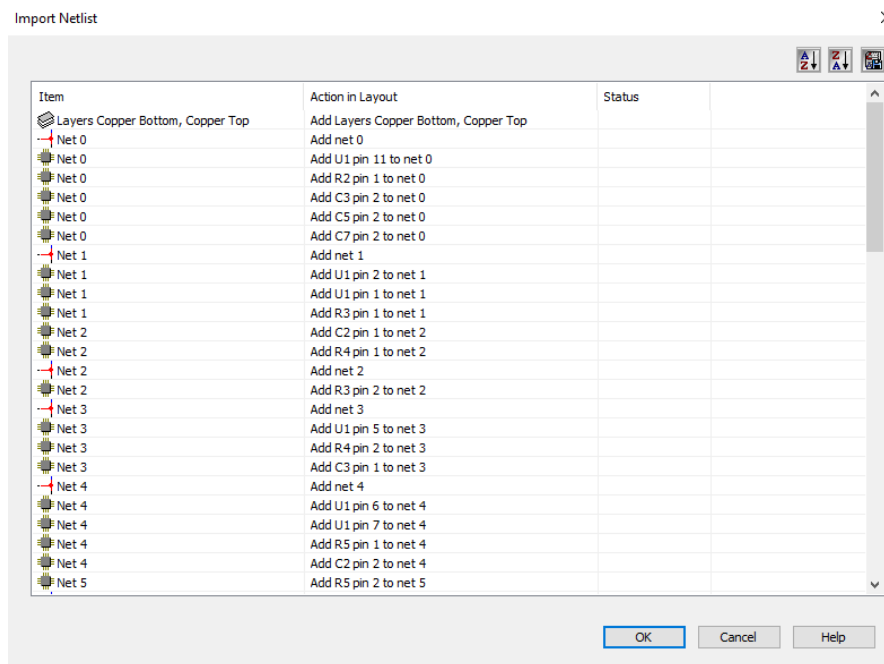 Import Netlist
Item Action in Layout Status
Layers Copper Bottom, Copper Top Add Layers Copper Bottom, Copper Top
Net 0 Add net 0
Net 0 Add U1 pin 11 to net 0
Net 0 Add R2 pin 1 to net 0
Net 0 Add C3 pin 2 to net 0
Net 0 Add C5 pin 2 to net 0
Net 0 Add C7 pin 2 to net 0
Net 1 Add net 1
Net 1 Add U1 pin 2 to net 1
Net 1 Add U1 pin 1 to net 1
Net 1 Add R3 pin 1 to net 1
Net 2 Add C2 pin 1 to net 2
Net 2 Add R4 pin 1 to net 2
Net 2 Add net 2
Net 2 Add R3 pin 2 to net 2
Net 3 Add net 3
Net 3 Add U1 pin 5 to net 3
Net 3 Add R4 pin 2 to net 3
Net 3 Add C3 pin 1 to net 3
Net 4 Add net 4
Net 4 Add U1 pin 6 to net 4
Net 4 Add U1 pin 7 to net 4
Net 4 Add R5 pin 1 to net 4
Net 4 Add C2 pin 2 to net 4
Net 5 Add R5 pin 2 to net 5
OK Cancel Help